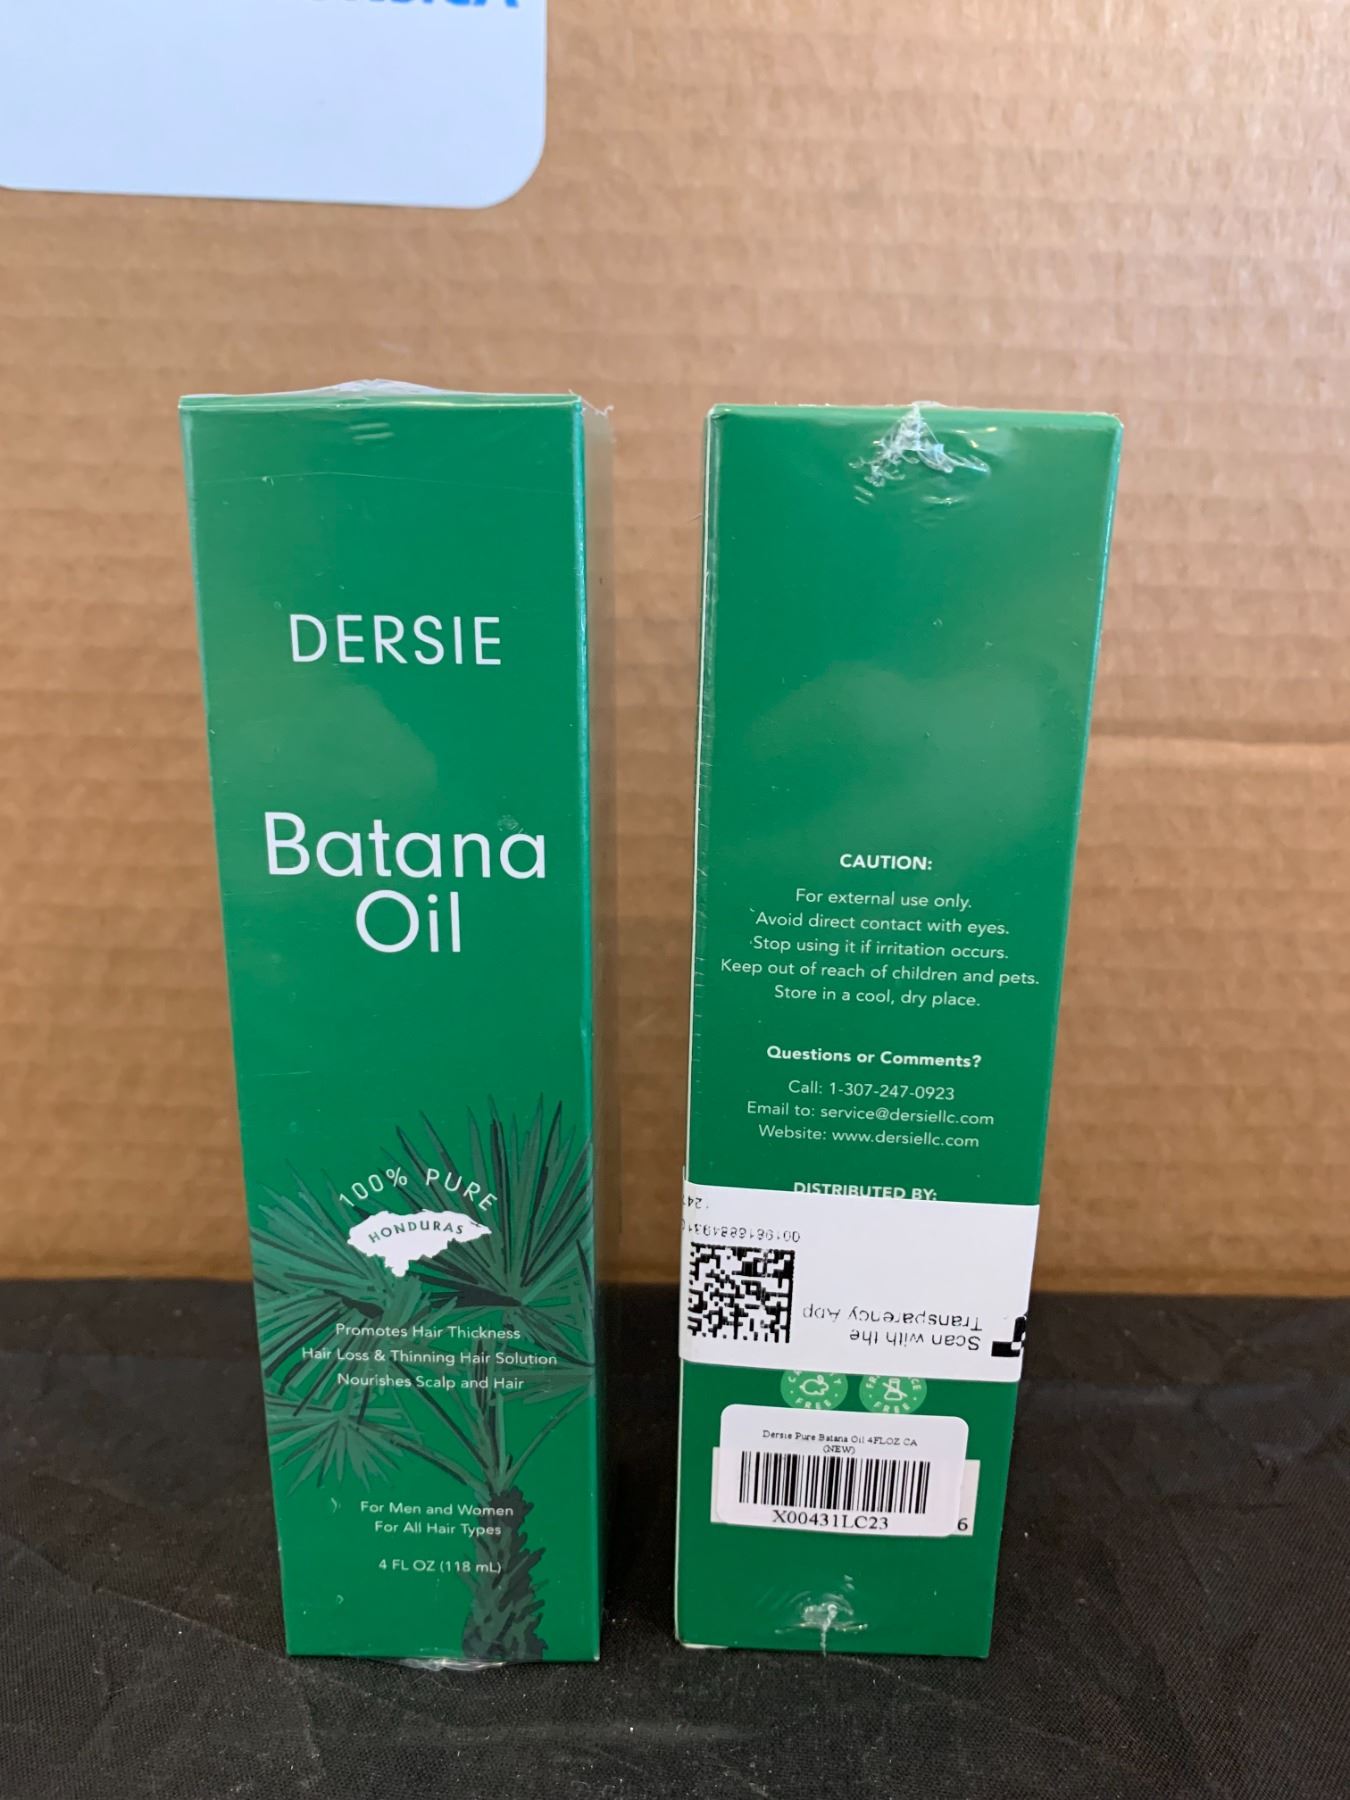 DERSIE
Batana
Oil
100% PURE
HONDURAS
Promotes Hair Thickness
Hair Loss & Thinning Hair Solution
Nourishes Scalp and Hair
For Men and Women
For All Hair Types
4 FL OZ (118 mL)
CAUTION:
For external use only.
Avoid direct contact with eyes.
Stop using it if irritation occurs.
Keep out of reach of children and pets.
Store in a cool, dry place.
Questions or Comments?
Call: 1-307-247-0923
Email to: service@dersiellc.com
Website: www.dersiellc.com
DISTRIBUTED BY:
Scan with the
Transparency App
FREE
FREE
Dersie Pure Batana Oil 4FLOZ CA
(NEW)
X00431LC23
6